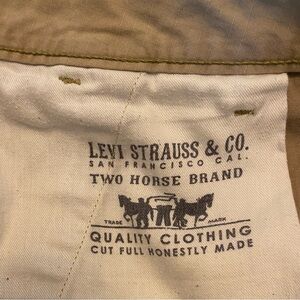 LEVI STRAUSS & CO.
SAN FRANCISCO CAL.
TWO HORSE BRAND
TRADE MARK
QUALITY CLOTHING
CUT FULL HONESTLY MADE